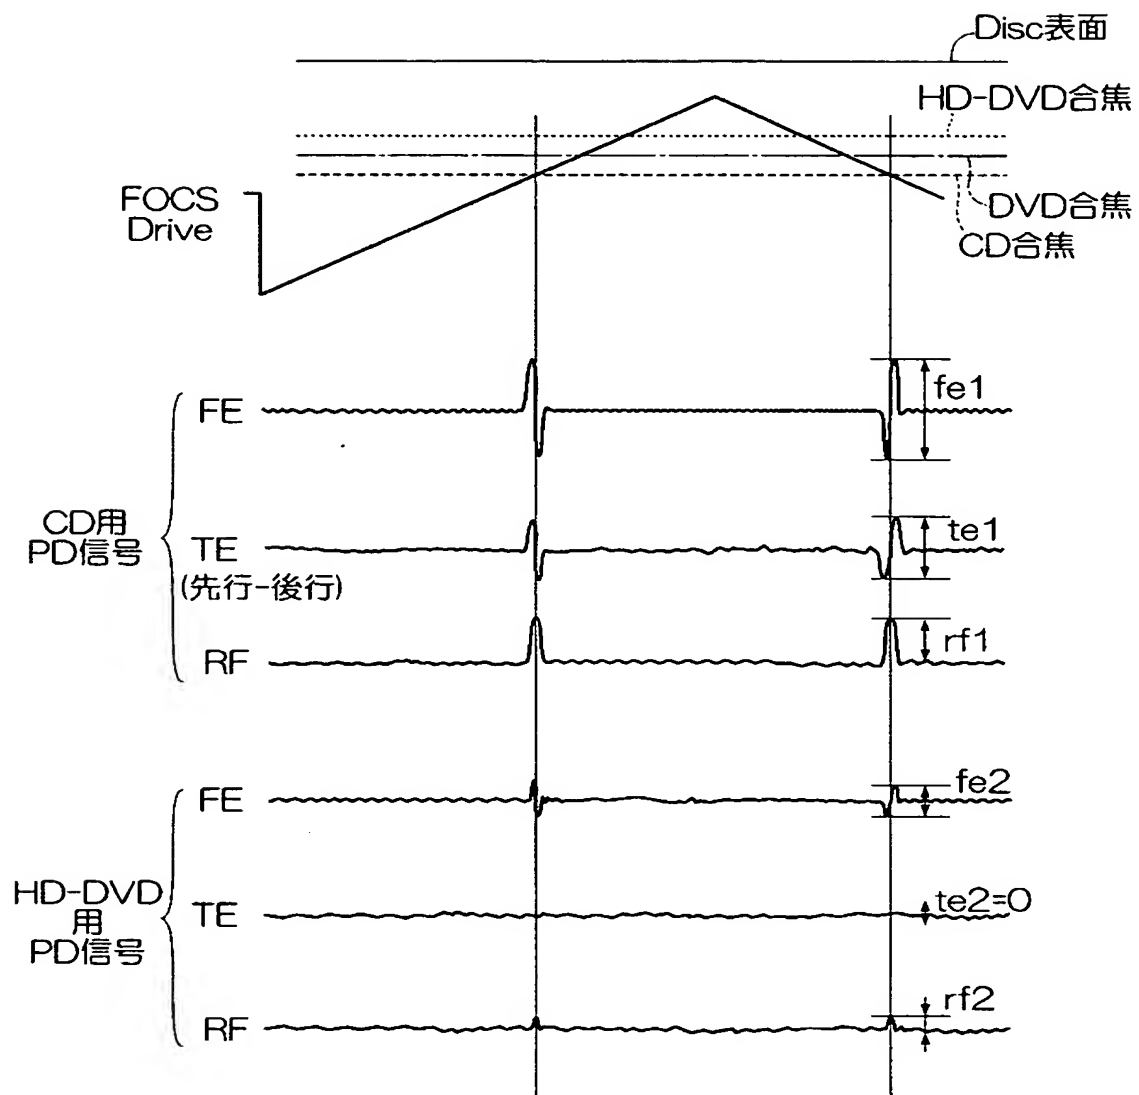 Disc表面
HD-DVD合焦
FOCS
Drive
DVD合焦
CD合焦
FE
fe1
CD用
PD信号
TE
(先行-後行)
te1
RF
rf1
FE
fe2
HD-DVD
用
PD信号
TE
te2=0
RF
rf2